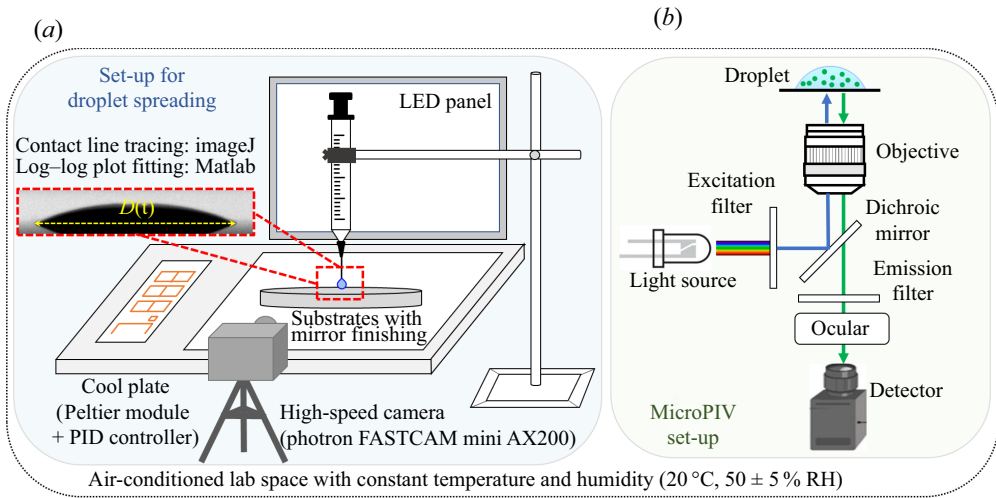 (a)
Set-up for
droplet spreading
LED panel
Contact line tracing: imageJ
Log–log plot fitting: Matlab
D(t)
Substrates with
mirror finishing
Cool plate
(Peltier module
+ PID controller)
High-speed camera
(photron FASTCAM mini AX200)
(b)
Droplet
Objective
Excitation
filter
Dichroic
mirror
Light source
Emission
filter
Ocular
Detector
MicroPIV
set-up
Air-conditioned lab space with constant temperature and humidity (20 °C, 50 ± 5 % RH)